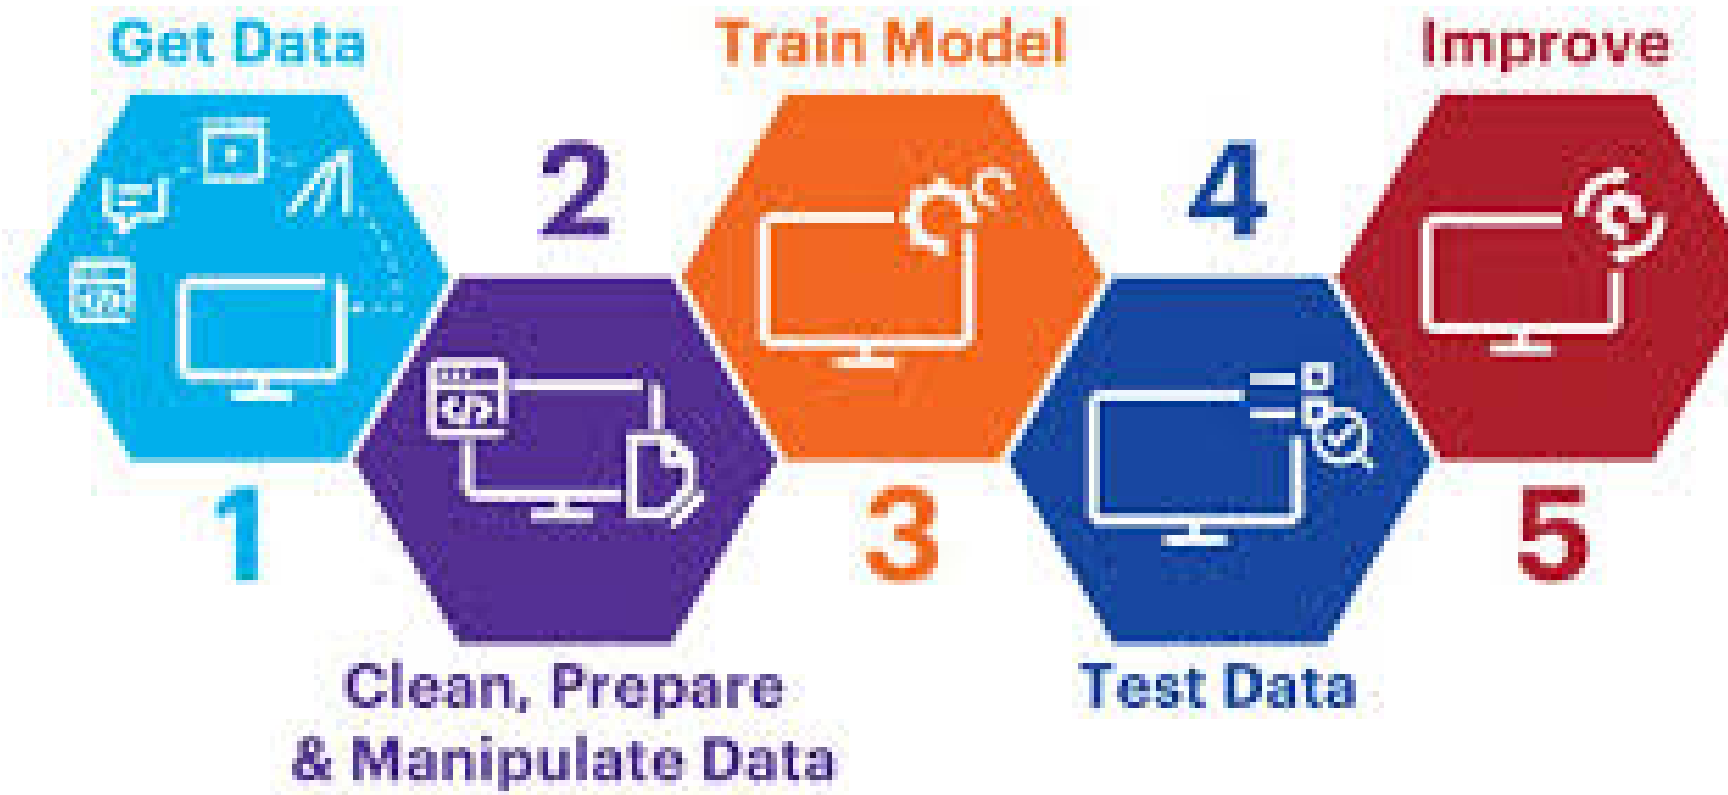 Get Data
1
2
Clean, Prepare
& Manipulate Data
Train Model
3
4
Test Data
Improve
5